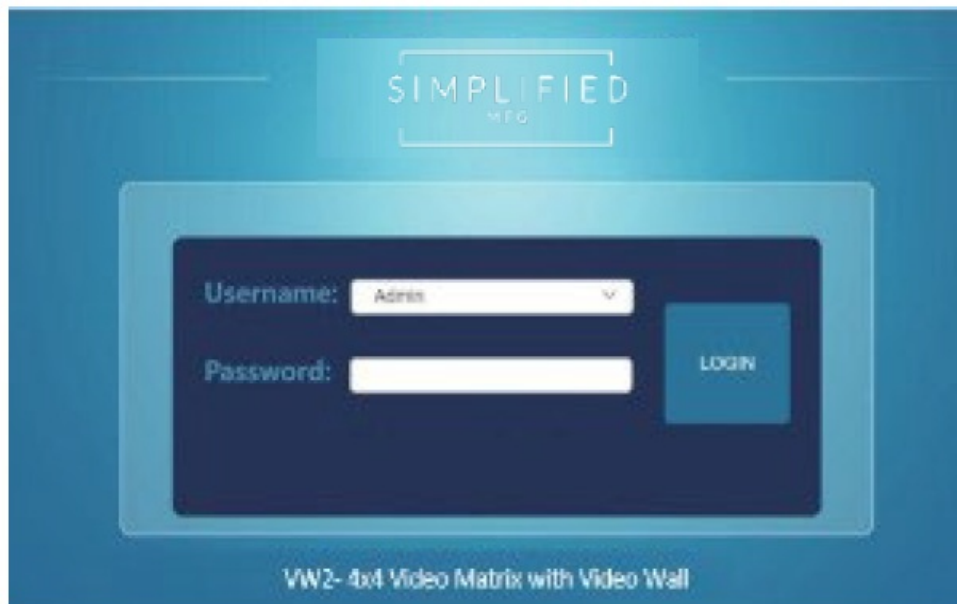 SIMPLIFIED
MFG
Username: Admin
Password:
LOGIN
VW2- 4x4 Video Matrix with Video Wall